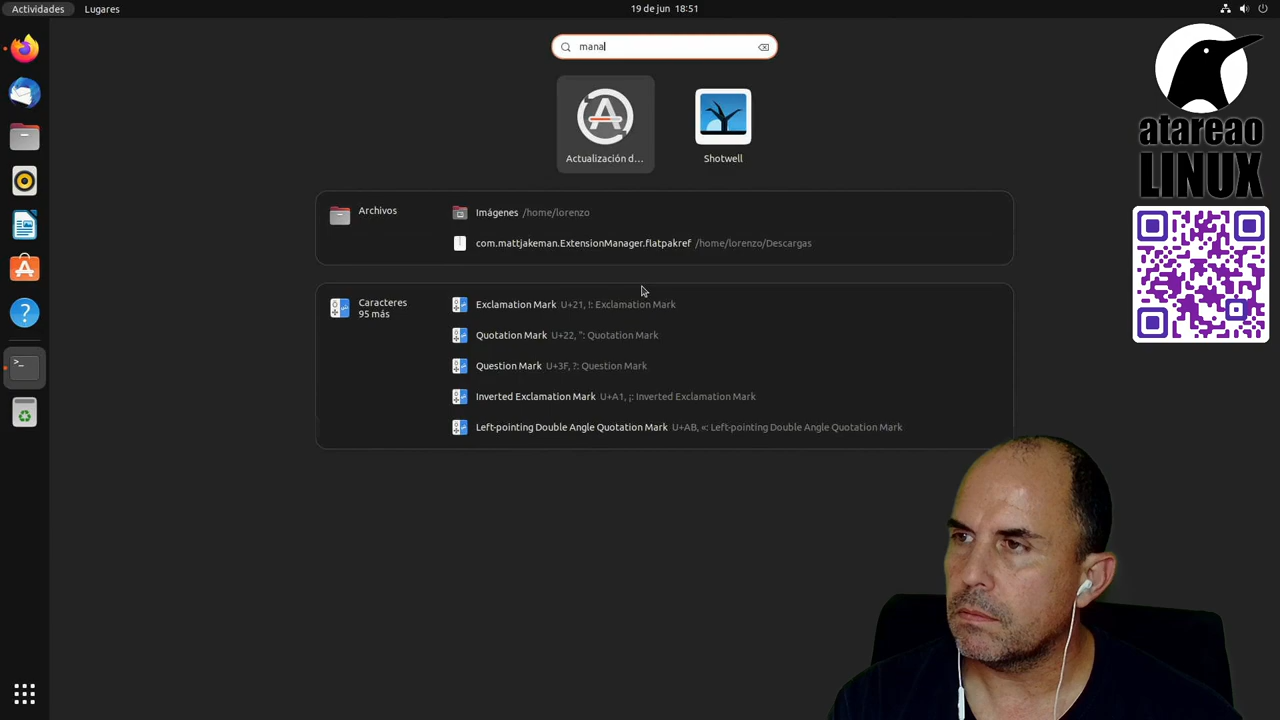 Actividades
Lugares
19 de jun 18:51
mana
Actualización d...
Shotwell
Archivos
Imágenes /home/lorenzo
com.mattjakeman.ExtensionManager.flatpakref /home/lorenzo/Descargas
Caracteres
95 más
Exclamation Mark U+21, !: Exclamation Mark
Quotation Mark U+22, ": Quotation Mark
Question Mark U+3F, ?: Question Mark
Inverted Exclamation Mark U+A1, ¡: Inverted Exclamation Mark
Left-pointing Double Angle Quotation Mark U+AB, «: Left-pointing Double Angle Quotation Mark
atareao
LINUX